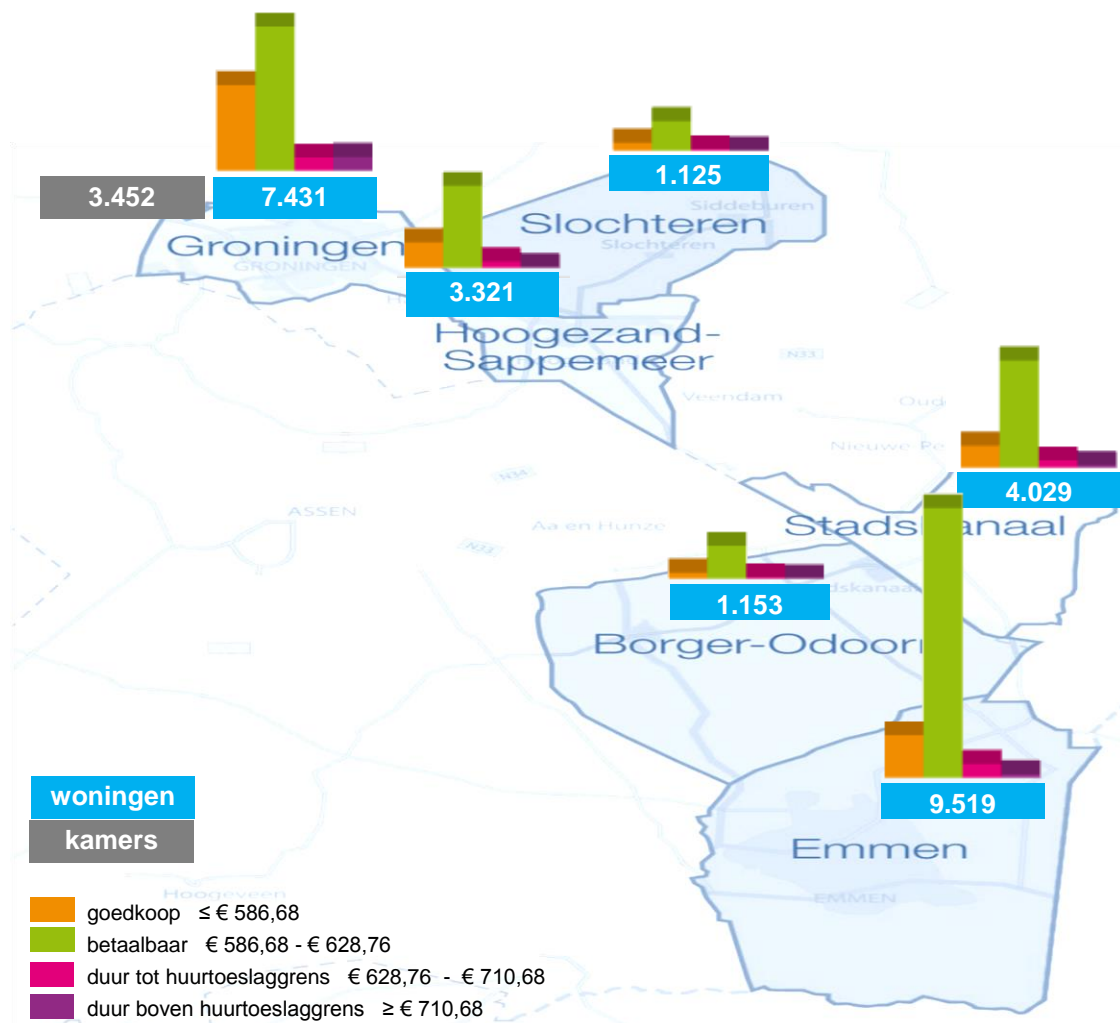 1.125
3.452 7.431
Siddeburen
Slochteren
Groningen
Slochteren
GRONINGEN
3.321
Hoogezand-
Sappemeer
N33
Veendam
Oud
Nieuwe-Pe
N34
4.029
ASSEN
Aa en Hunze
Stadskanaal
N33
dskanaa
1.153
Borger-Odoorn
woningen
9.519
kamers
Emmen
Hoogeveen
EMMEN
goedkoop ≤ € 586,68
betaalbaar € 586,68 - € 628,76
duur tot huurtoeslaggrens € 628,76 - € 710,68
duur boven huurtoeslaggrens ≥ € 710,68